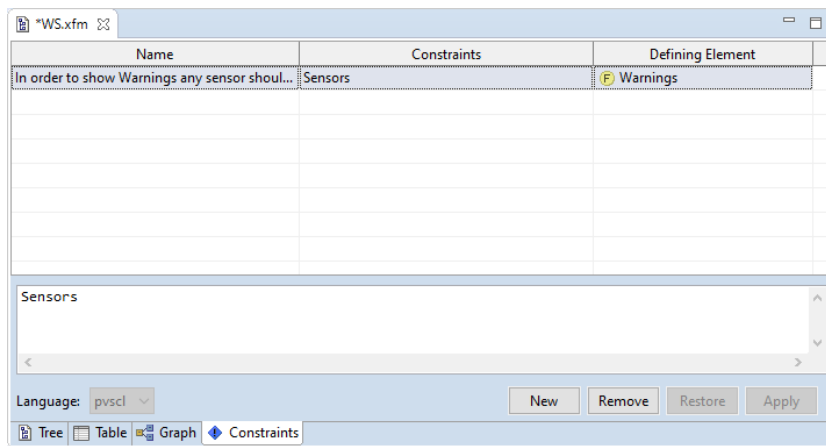 *WS.xfm
Name Constraints Defining Element
In order to show Warnings any sensor shoul... Sensors F Warnings
Sensors
Language: pvscl New Remove Restore Apply
Tree Table Graph Constraints